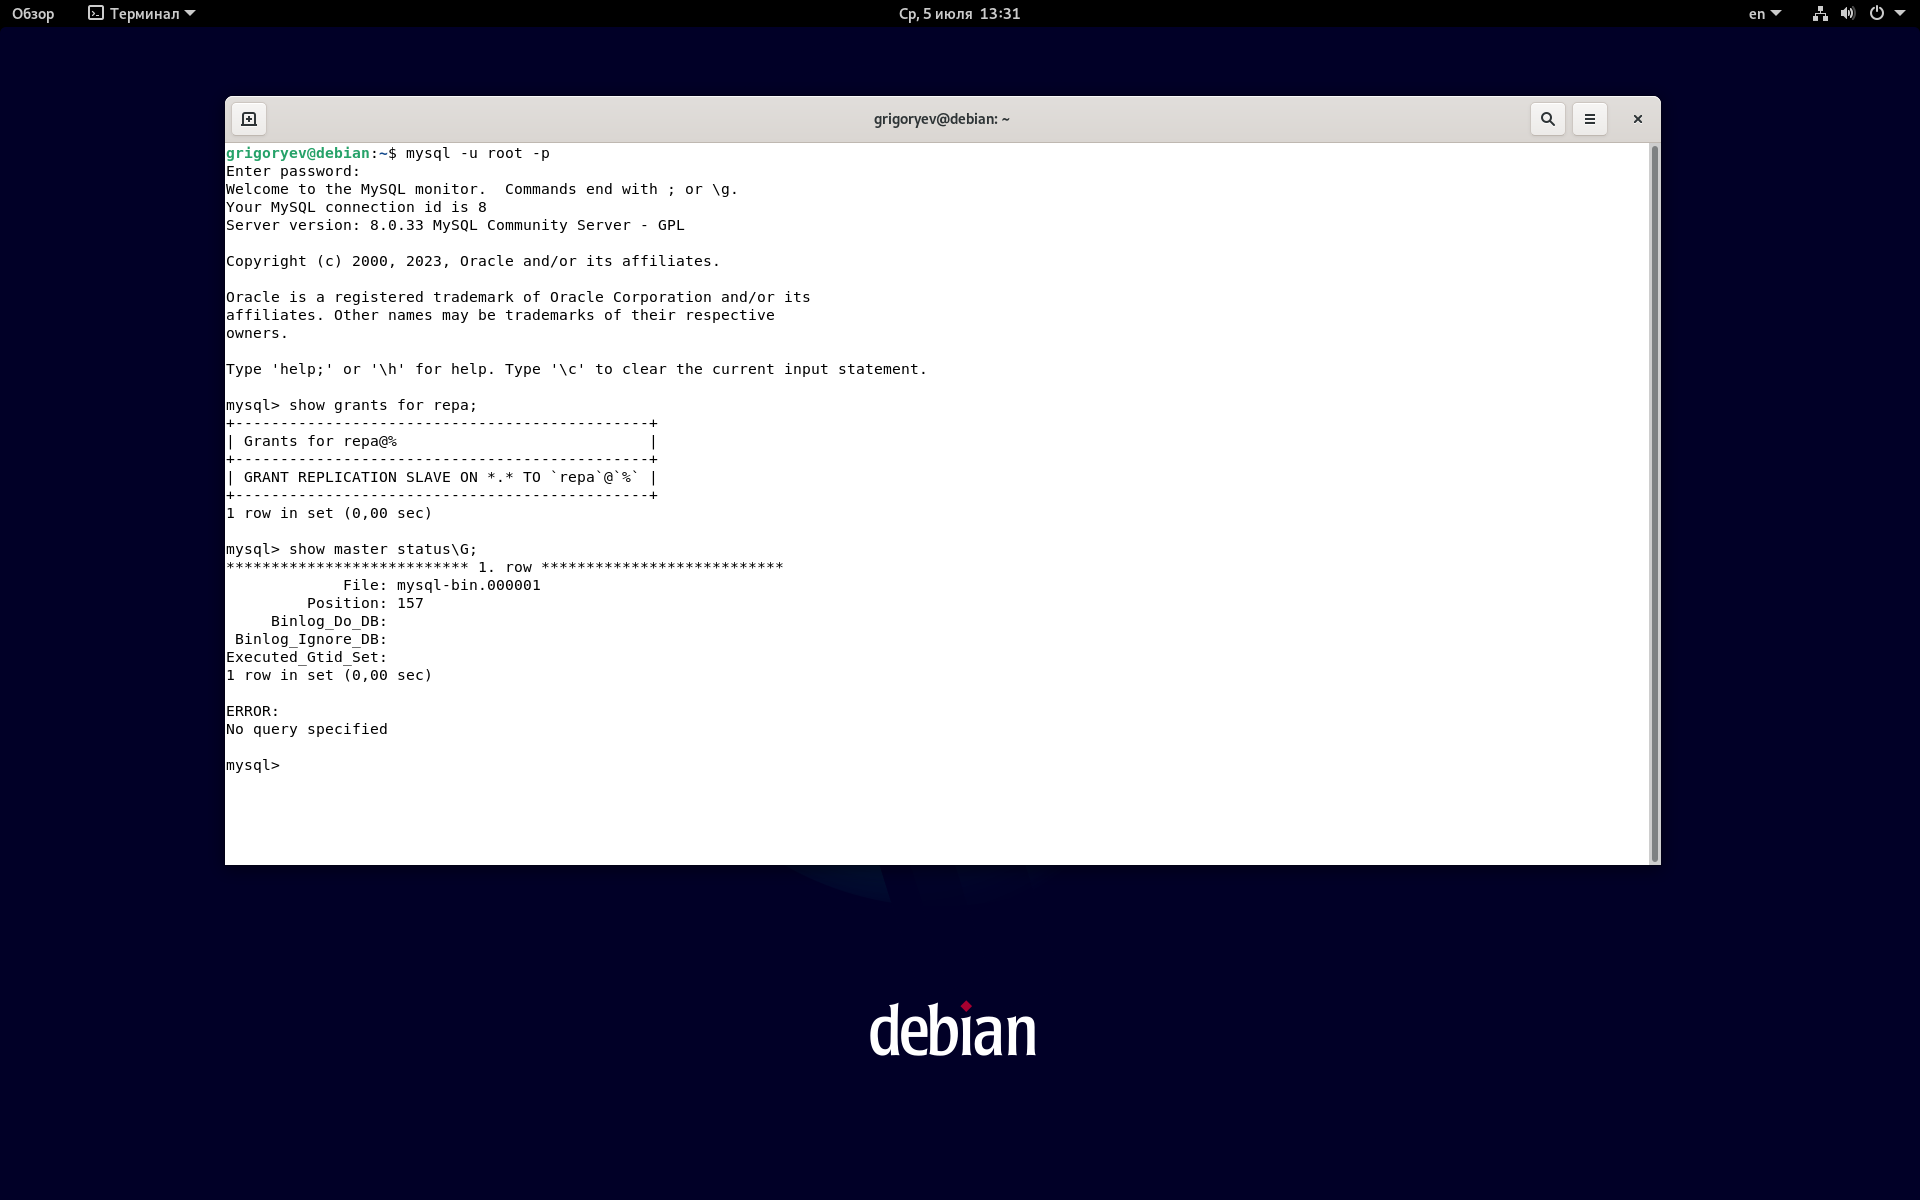 Обзор Терминал Ср, 5 июля 13:31 en
grigoryev@debian: ~
grigoryev@debian:~$ mysql -u root -p
Enter password:
Welcome to the MySQL monitor.  Commands end with ; or \g.
Your MySQL connection id is 8
Server version: 8.0.33 MySQL Community Server - GPL

Copyright (c) 2000, 2023, Oracle and/or its affiliates.

Oracle is a registered trademark of Oracle Corporation and/or its
affiliates. Other names may be trademarks of their respective
owners.

Type 'help;' or '\h' for help. Type '\c' to clear the current input statement.

mysql> show grants for repa;
+----------------------------------------------+
| Grants for repa@%                            |
+----------------------------------------------+
| GRANT REPLICATION SLAVE ON *.* TO `repa`@`%` |
+----------------------------------------------+
1 row in set (0,00 sec)

mysql> show master status\G;
*************************** 1. row ***************************
             File: mysql-bin.000001
         Position: 157
     Binlog_Do_DB:
 Binlog_Ignore_DB:
Executed_Gtid_Set:
1 row in set (0,00 sec)

ERROR:
No query specified

mysql>
debian